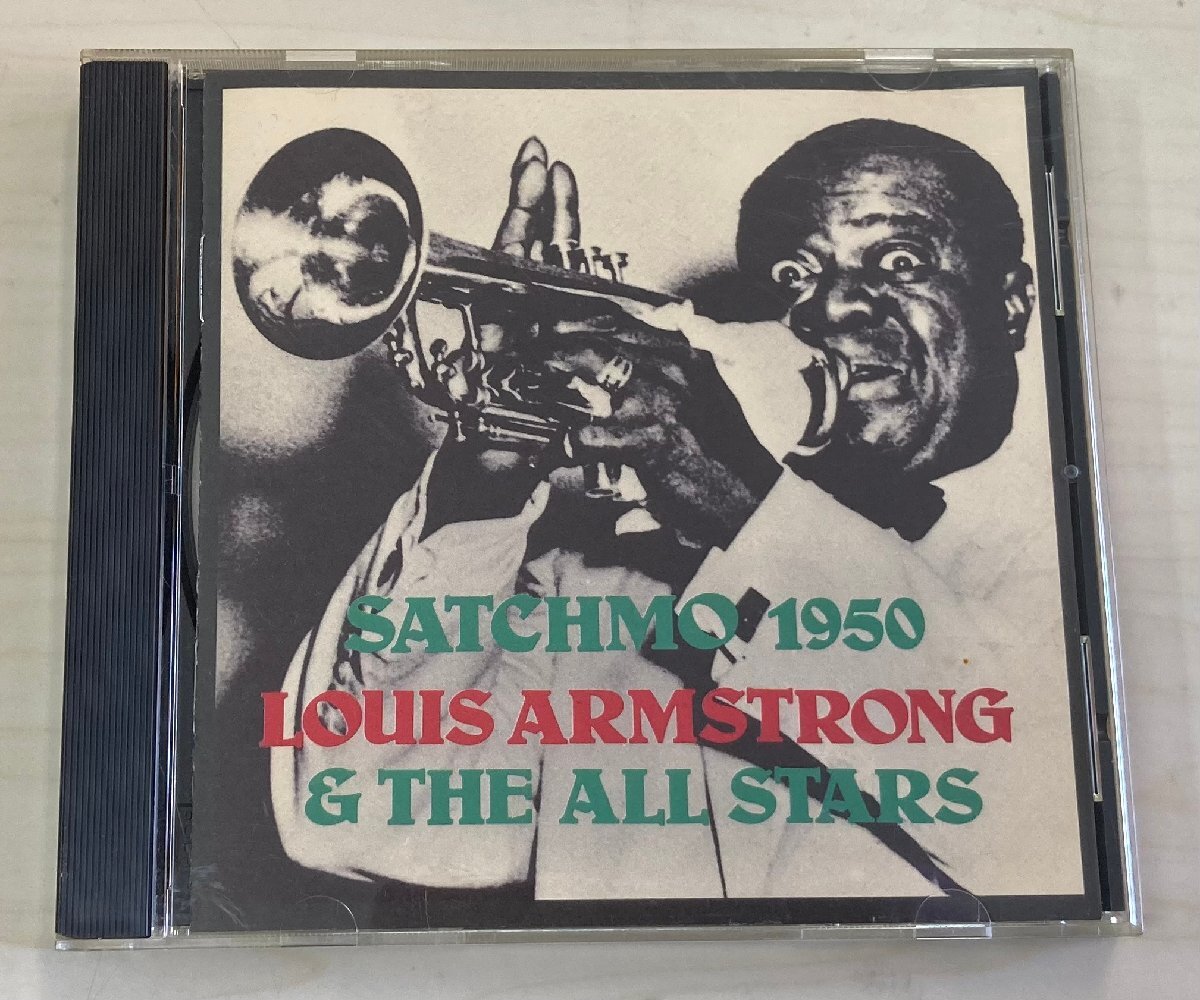 SATCHMO 1950
LOUIS ARMSTRONG
& THE ALL STARS